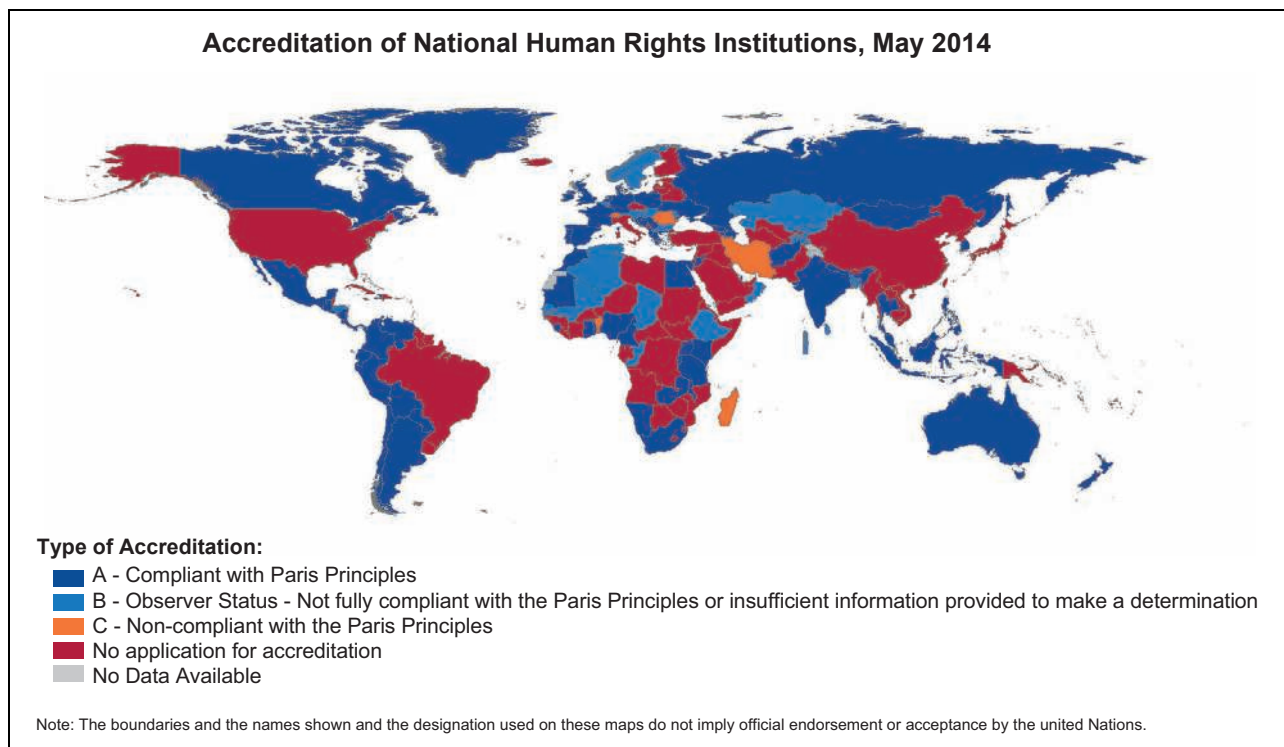 Accreditation of National Human Rights Institutions, May 2014
Type of Accreditation:
A - Compliant with Paris Principles
B - Observer Status - Not fully compliant with the Paris Principles or insufficient information provided to make a determination
C - Non-compliant with the Paris Principles
No application for accreditation
No Data Available
Note: The boundaries and the names shown and the designation used on these maps do not imply official endorsement or acceptance by the united Nations.